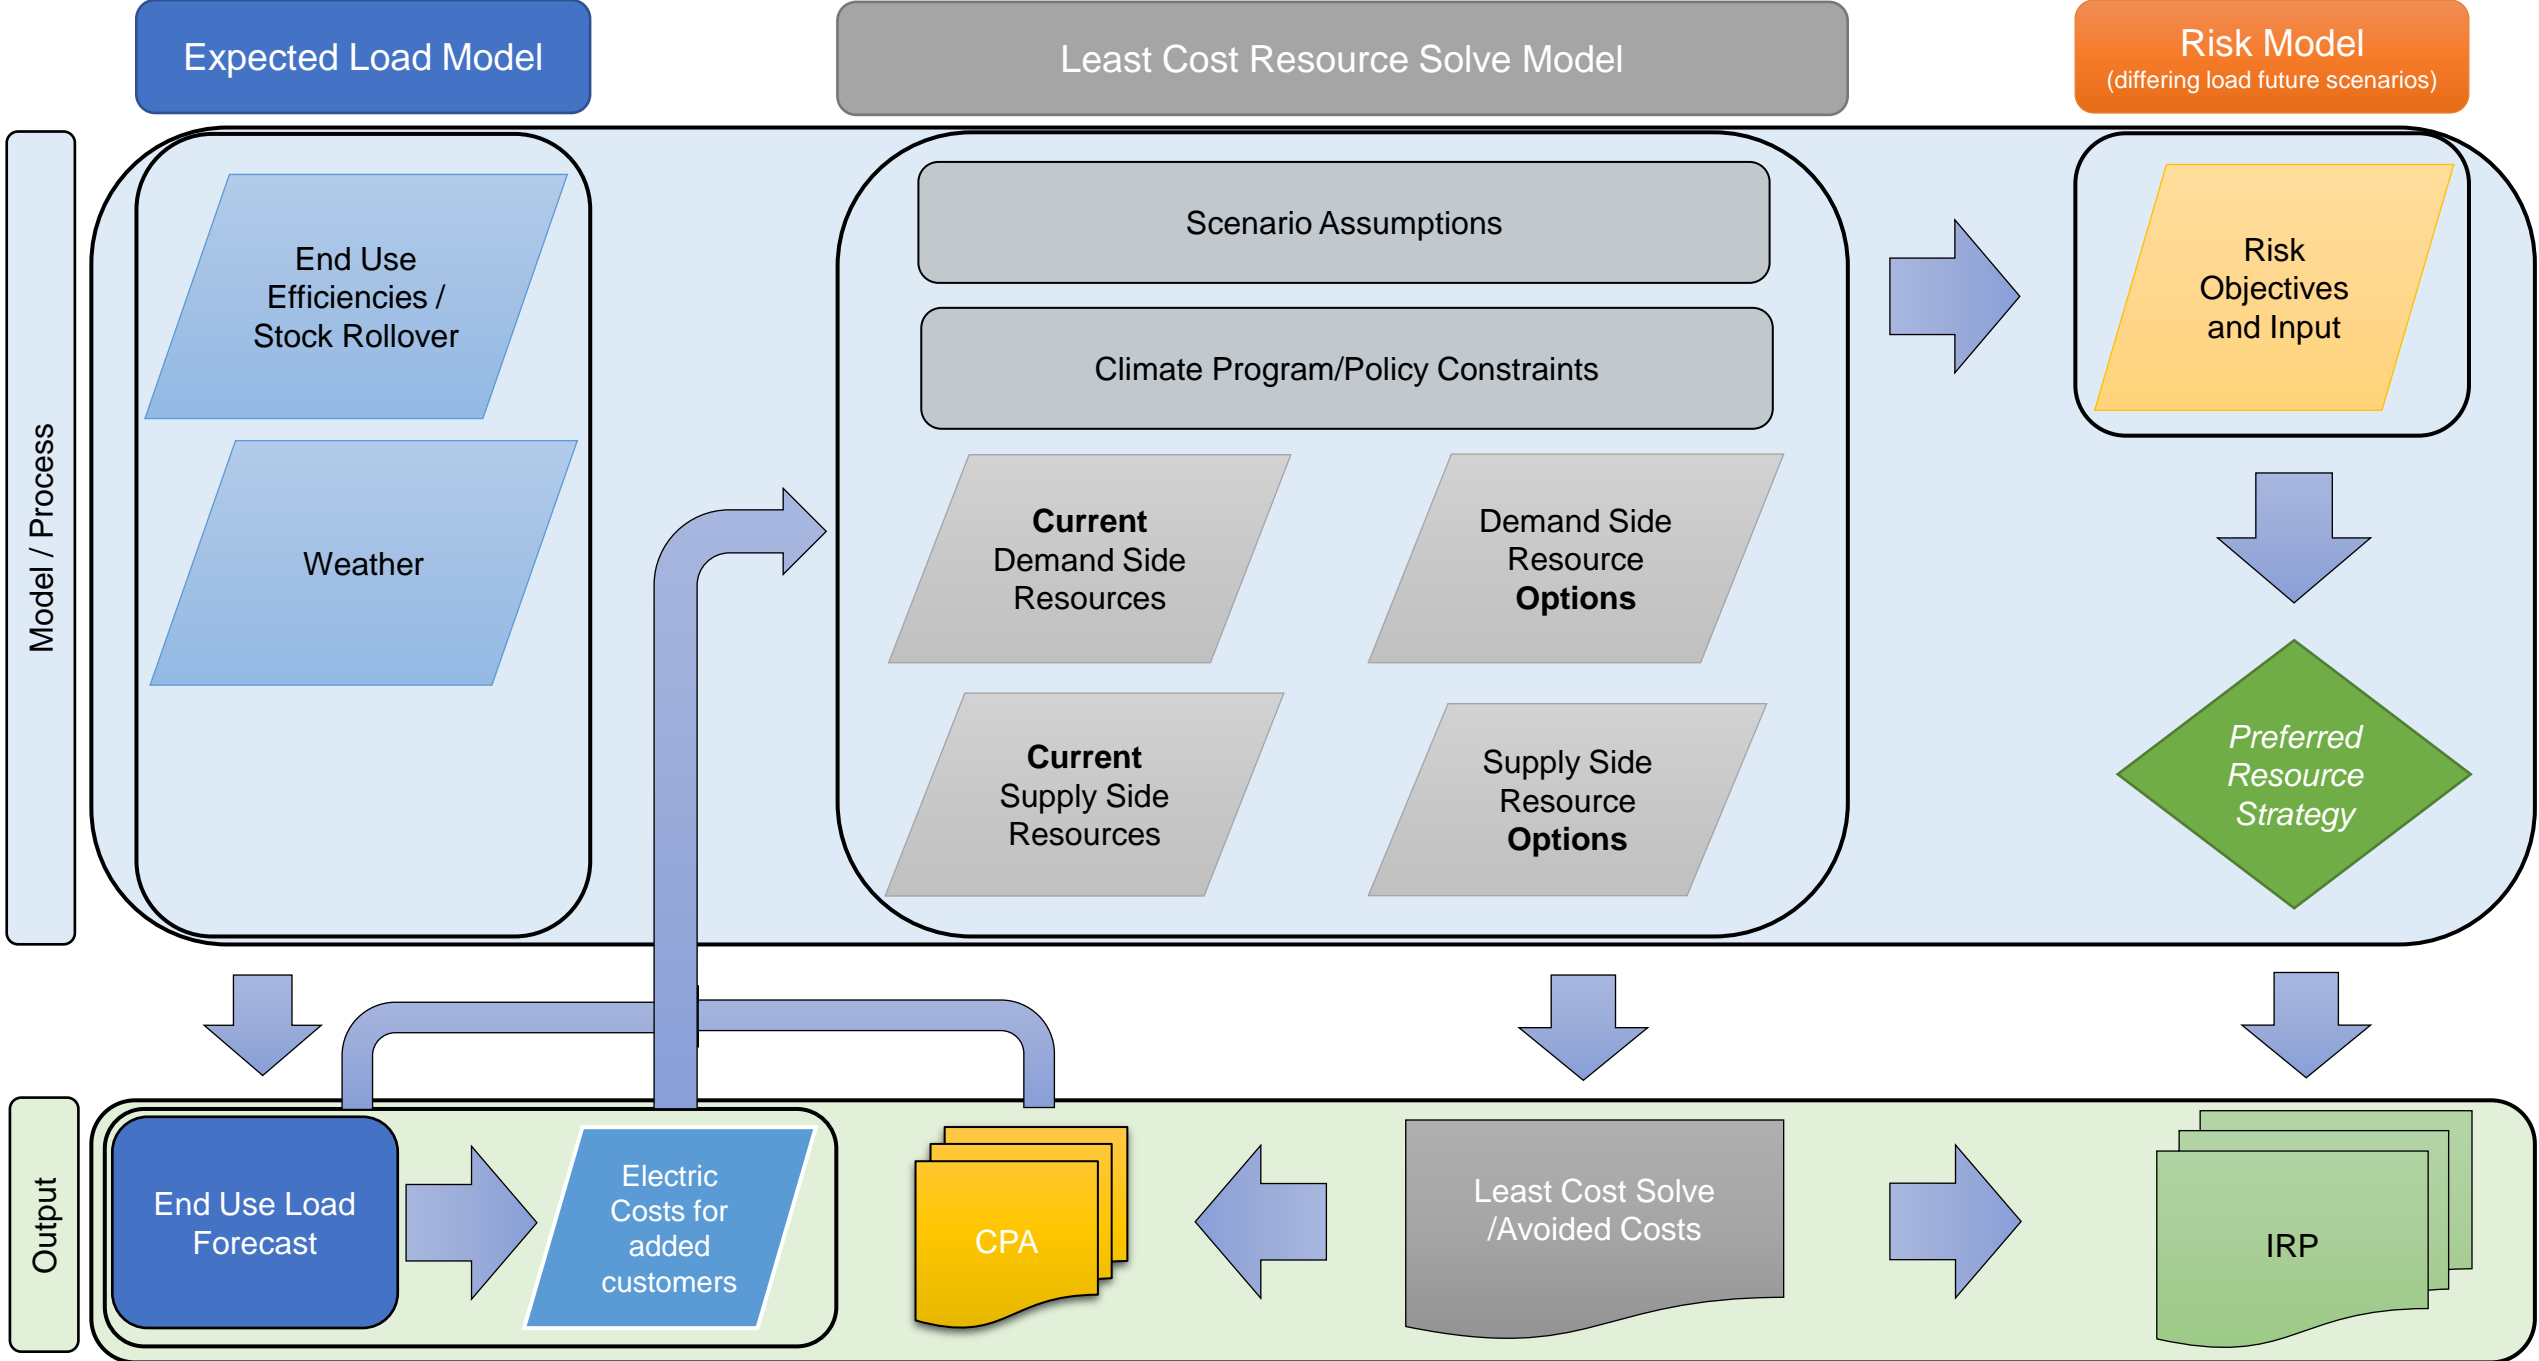 Expected Load Model
Least Cost Resource Solve Model
Risk Model
(differing load future scenarios)
Model / Process
End Use
Efficiencies /
Stock Rollover
Weather
Scenario Assumptions
Climate Program/Policy Constraints
Current
Demand Side
Resources
Demand Side
Resource
Options
Current
Supply Side
Resources
Supply Side
Resource
Options
Risk
Objectives
and Input
Preferred
Resource
Strategy
Output
End Use Load
Forecast
Electric
Costs for
added
customers
CPA
Least Cost Solve
/Avoided Costs
IRP